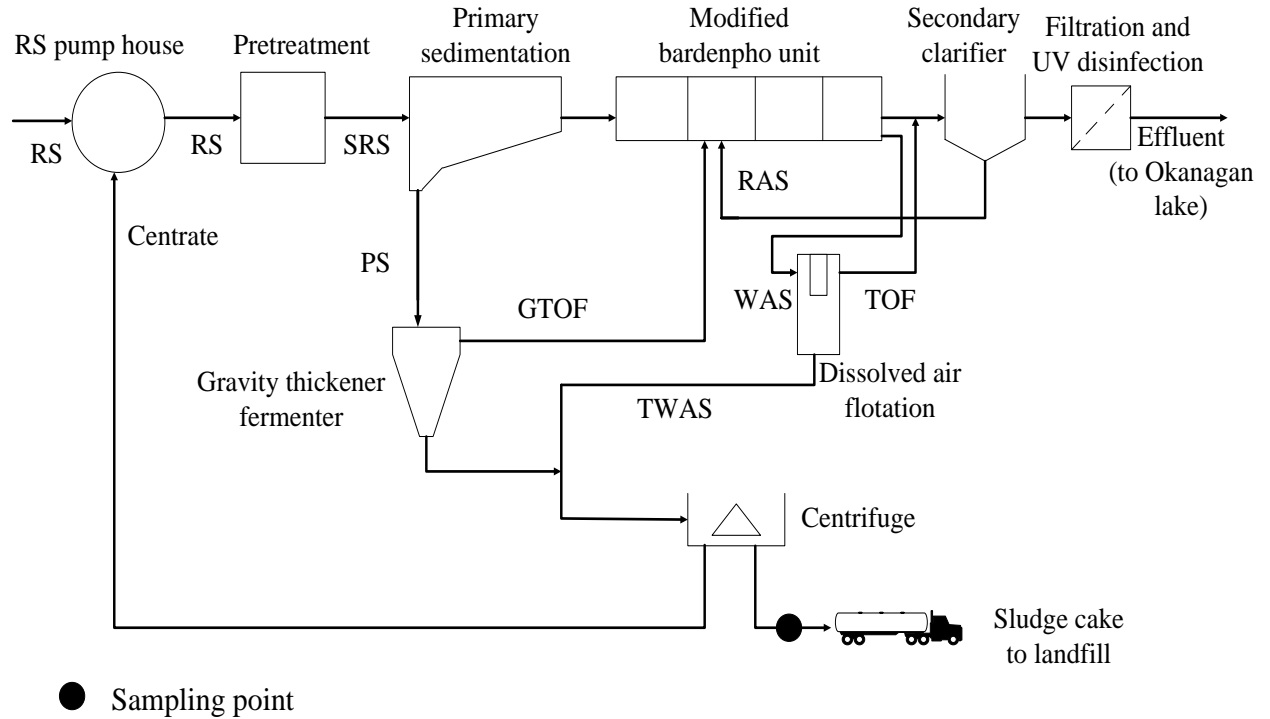 RS pump house
Pretreatment
Primary
sedimentation
Modified
bardenpho unit
Secondary
clarifier
Filtration and
UV disinfection
RS
RS
SRS
RAS
Effluent
(to Okanagan
lake)
Centrate
PS
GTOF
WAS
TOF
Gravity thickener
fermenter
TWAS
Dissolved air
flotation
Centrifuge
Sludge cake
to landfill
Sampling point